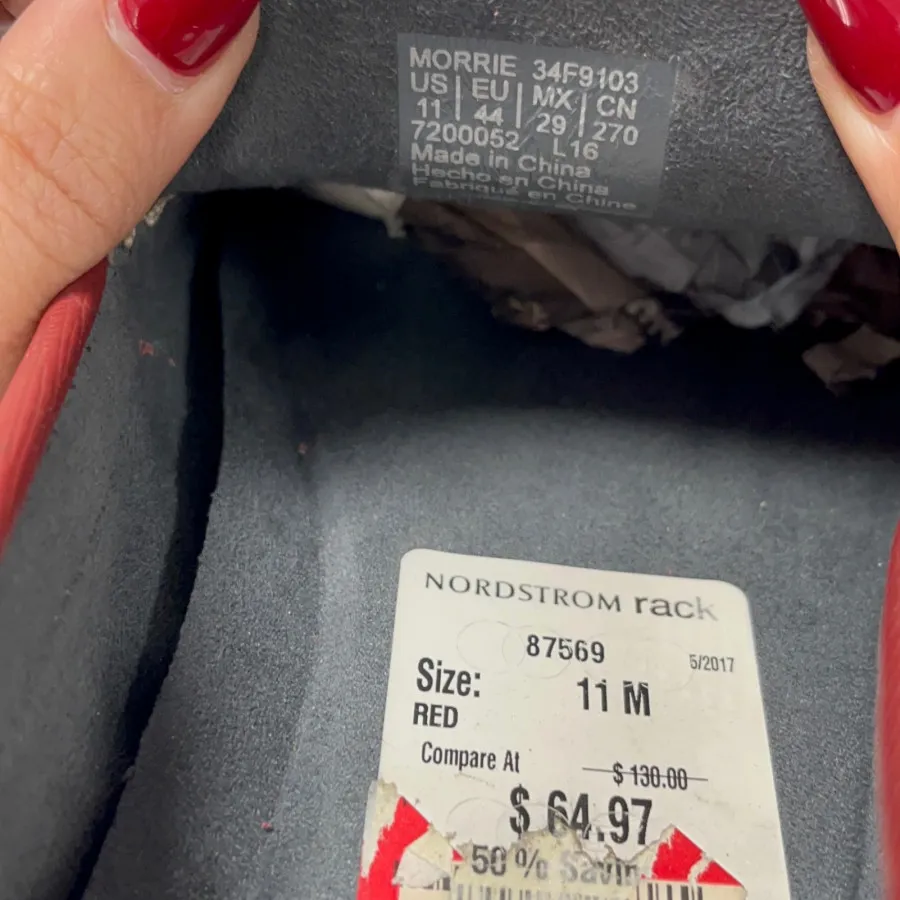 MORRIE 34F9103
US | EU | MX | CN
11 | 44 | 29 | 270
7200052 L16
Made in China
Hecho en China
Fabriqué en Chine
NORDSTROM rack
87569 5/2017
Size: 11 M
RED
Compare At $ 130.00
$ 64.97
50 %